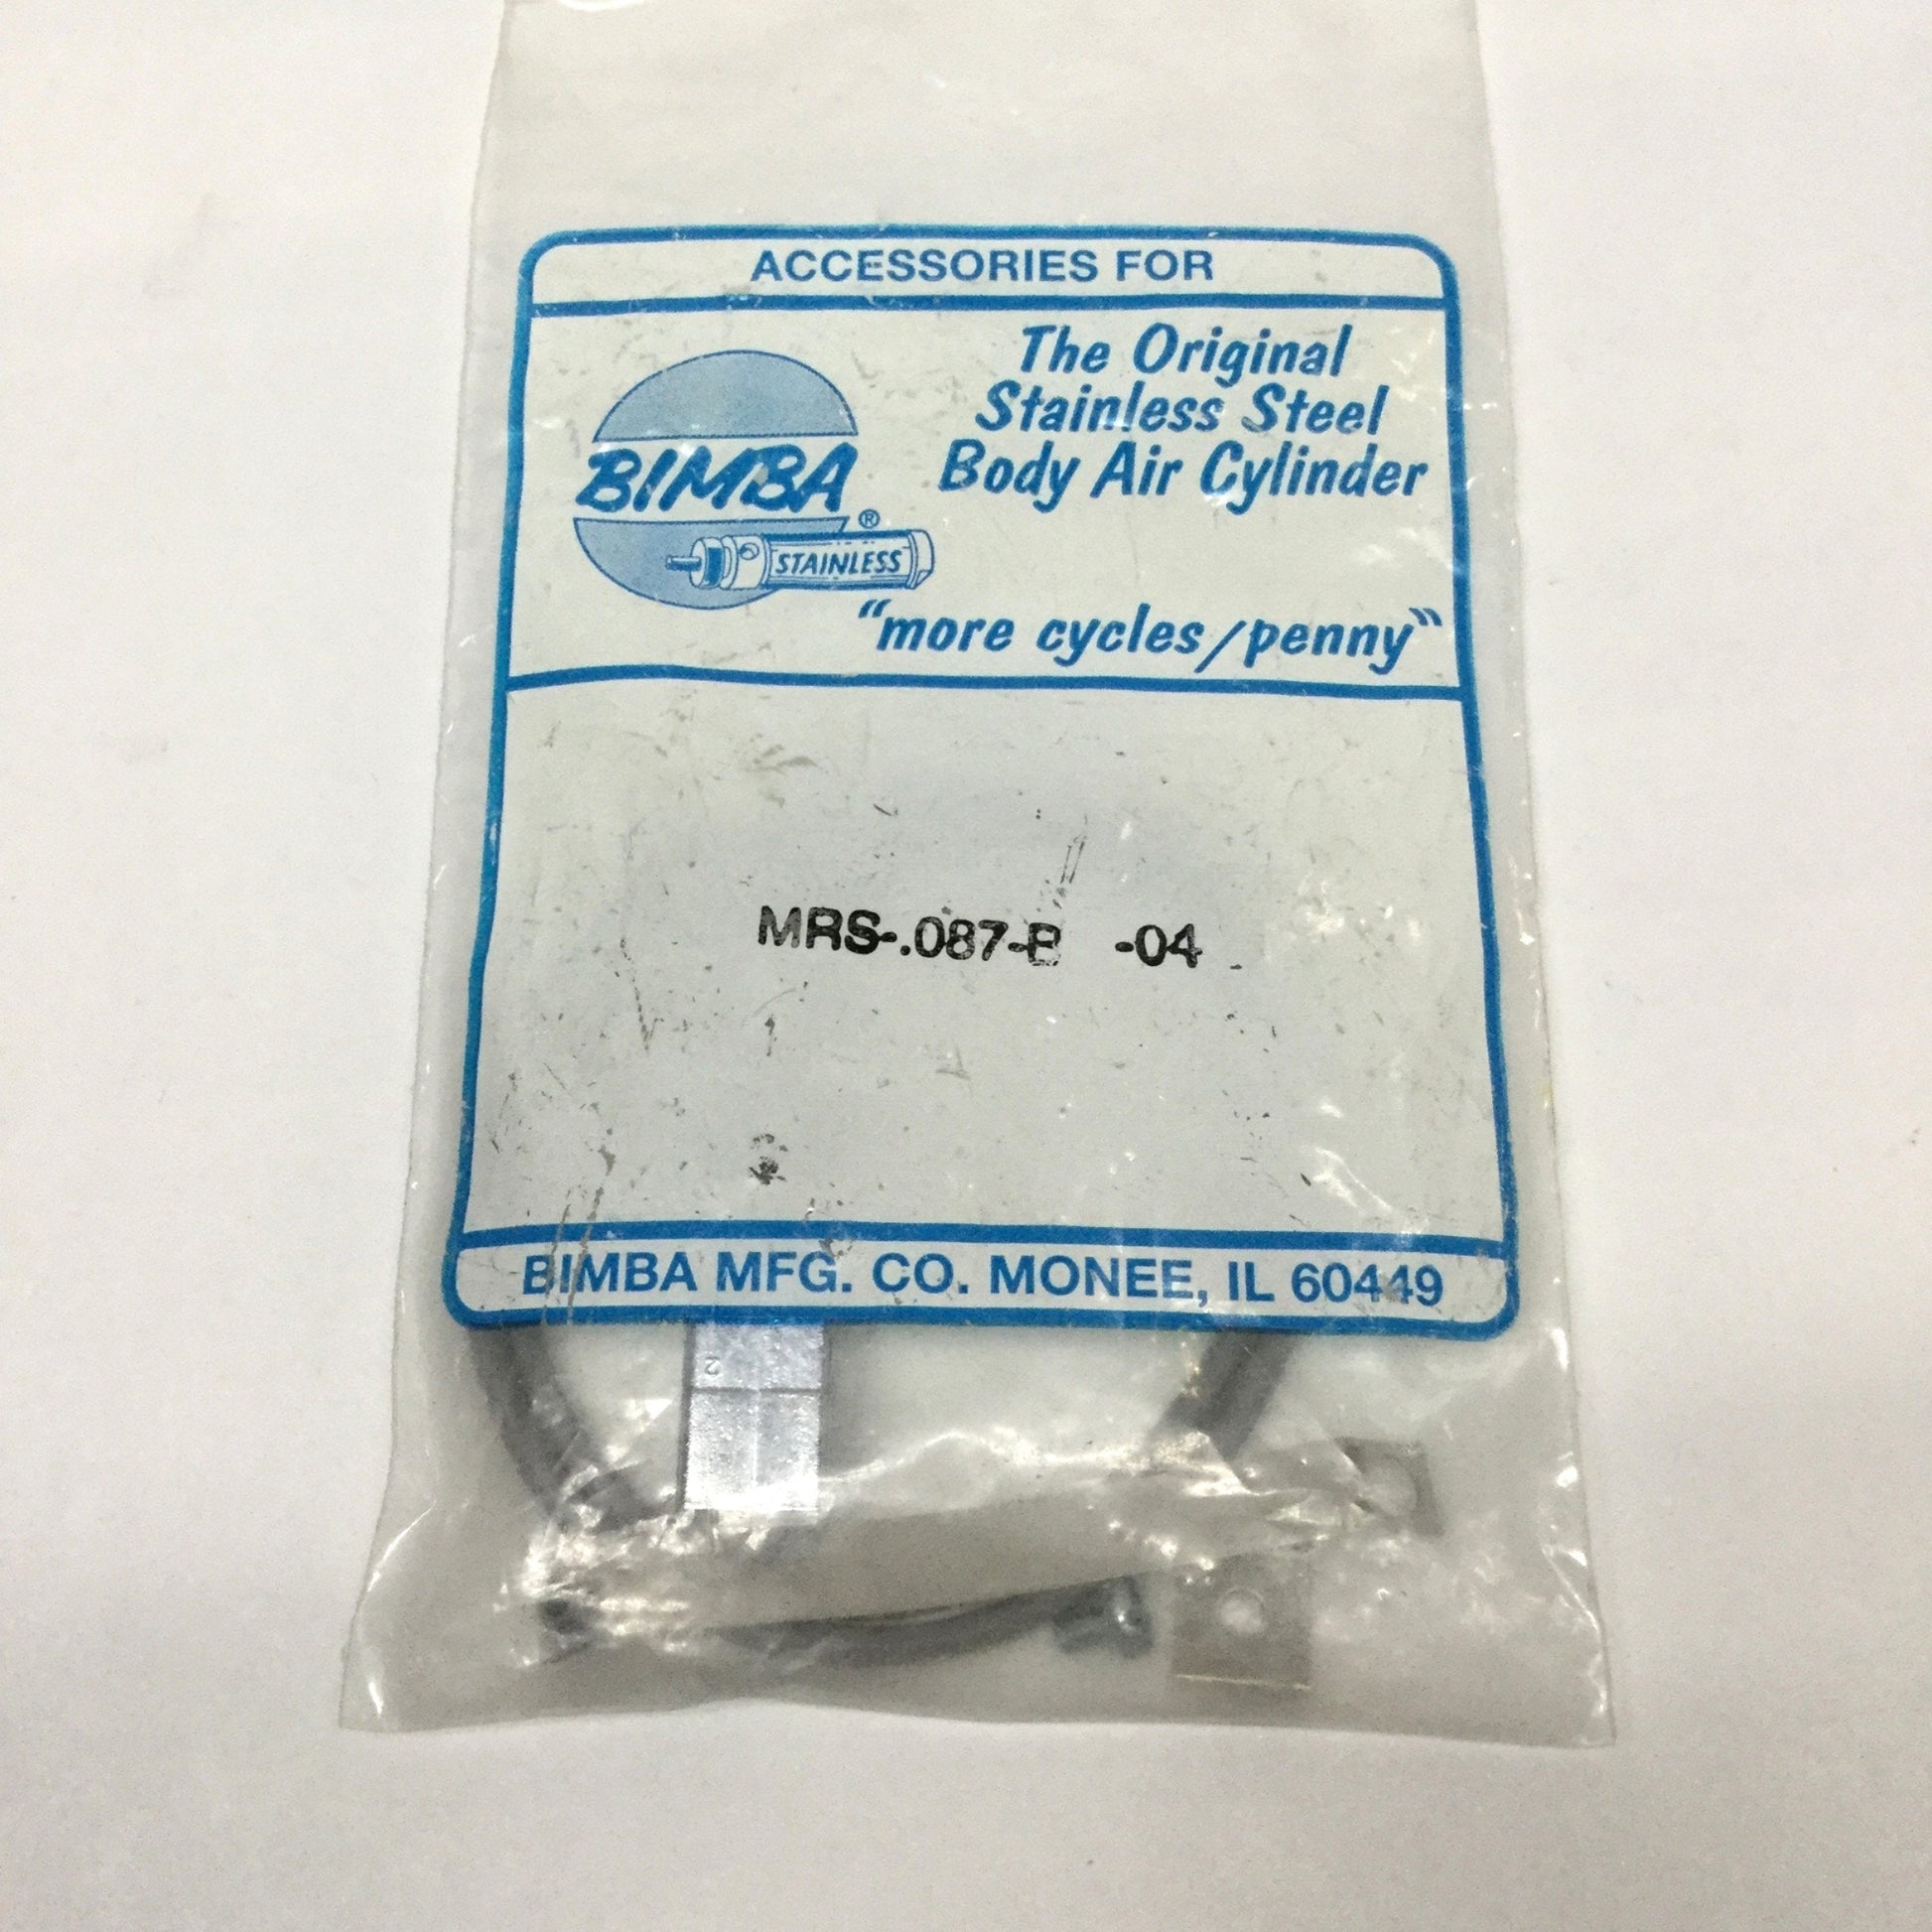 ACCESSORIES FOR
The Original
Stainless Steel
Body Air Cylinder
BIMBA
®
STAINLESS
“more cycles/penny”
MRS-.087-B -04
BIMBA MFG. CO. MONEE, IL 60449
2